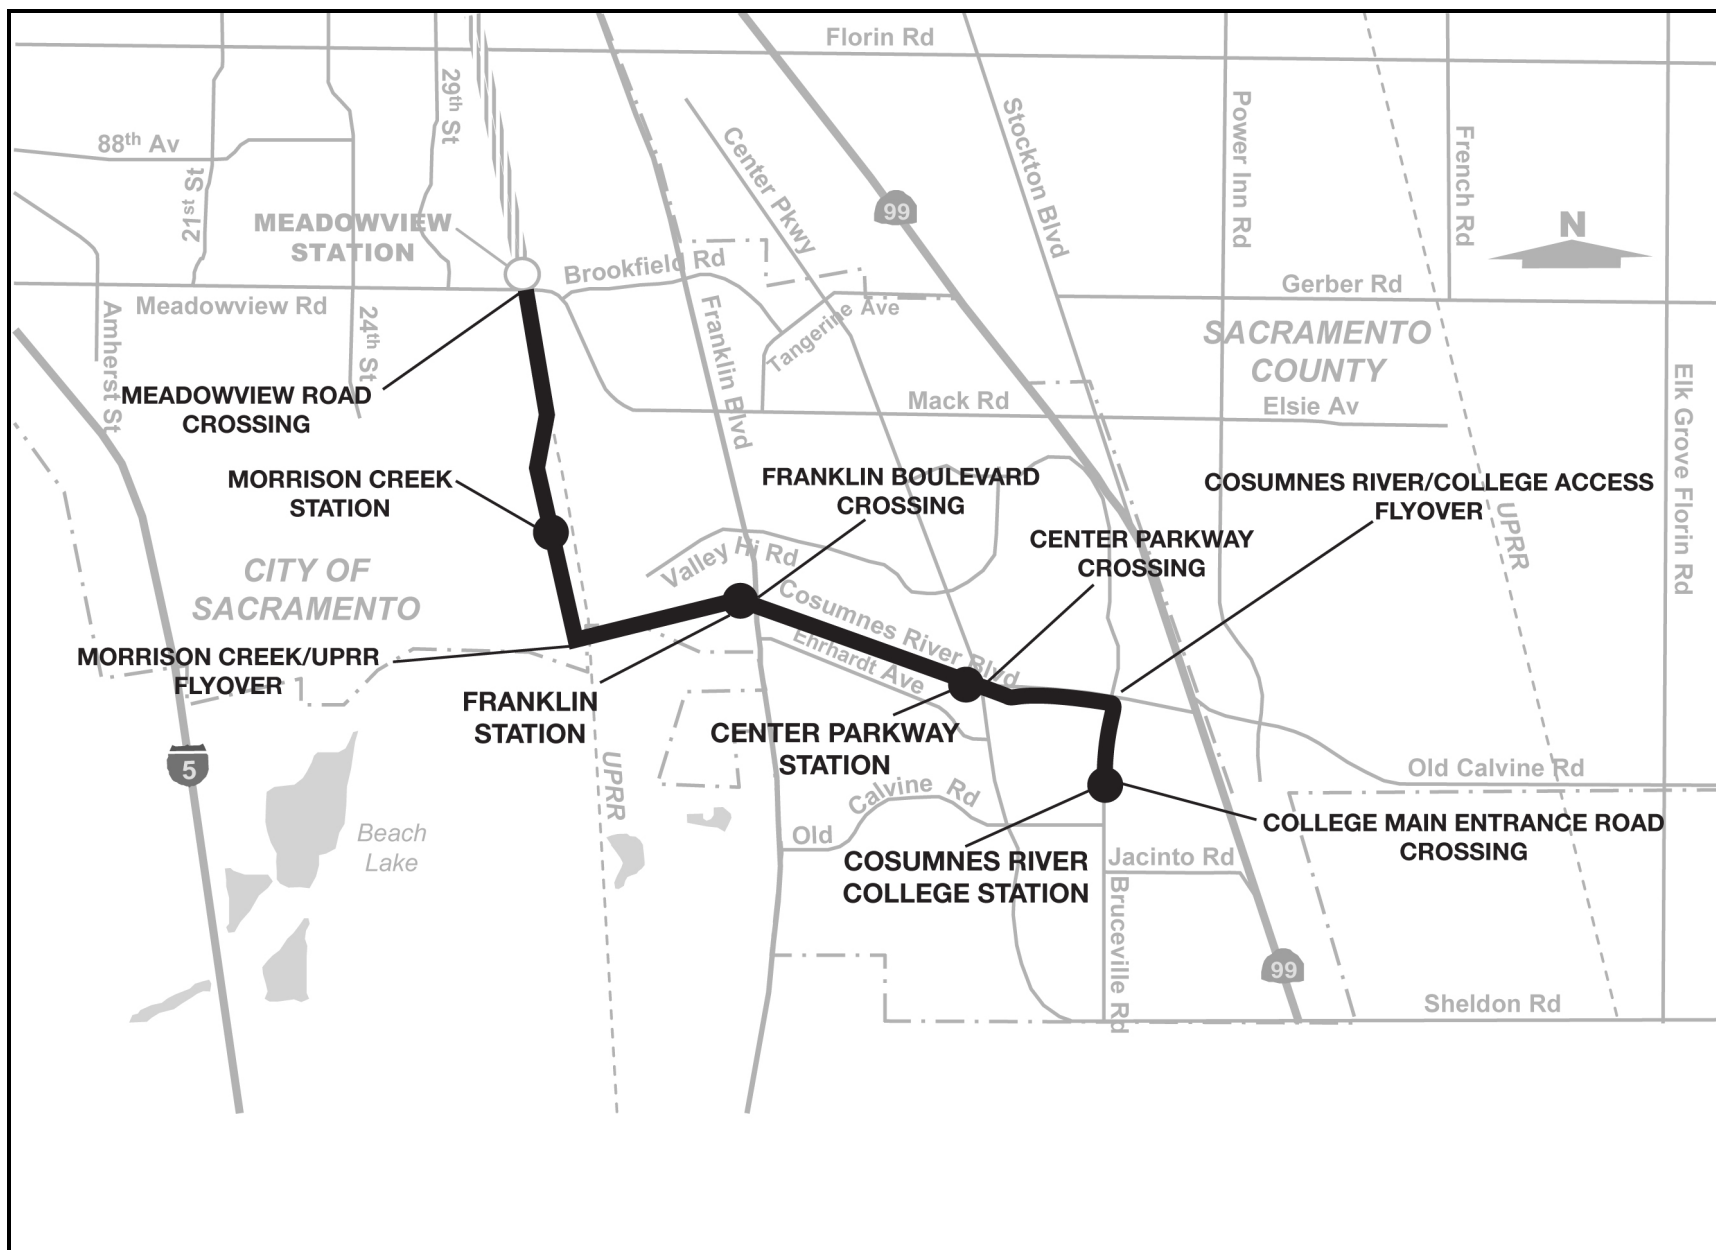 Florin Rd
29th St
88th Av
21st St
Center Pkwy
Stockton Blvd
Power Inn Rd
French Rd
99
N
MEADOWVIEW
STATION
Brookfield Rd
Gerber Rd
Meadowview Rd
Amherst St
24th St
Franklin Blvd
Tangerine Ave
SACRAMENTO
COUNTY
MEADOWVIEW ROAD
CROSSING
Mack Rd
Elsie Av
Elk Grove Florin Rd
MORRISON CREEK
STATION
FRANKLIN BOULEVARD
CROSSING
COSUMNES RIVER/COLLEGE ACCESS
FLYOVER
UPRR
CENTER PARKWAY
CROSSING
Valley Hi Rd
CITY OF
SACRAMENTO
Cosumnes River Blvd
Ehrhardt Ave
MORRISON CREEK/UPRR
FLYOVER
FRANKLIN
STATION
CENTER PARKWAY
STATION
5
UPRR
Old Calvine Rd
Old Calvine Rd
Beach
Lake
COLLEGE MAIN ENTRANCE ROAD
CROSSING
COSUMNES RIVER
COLLEGE STATION
Jacinto Rd
Bruceville Rd
99
Sheldon Rd